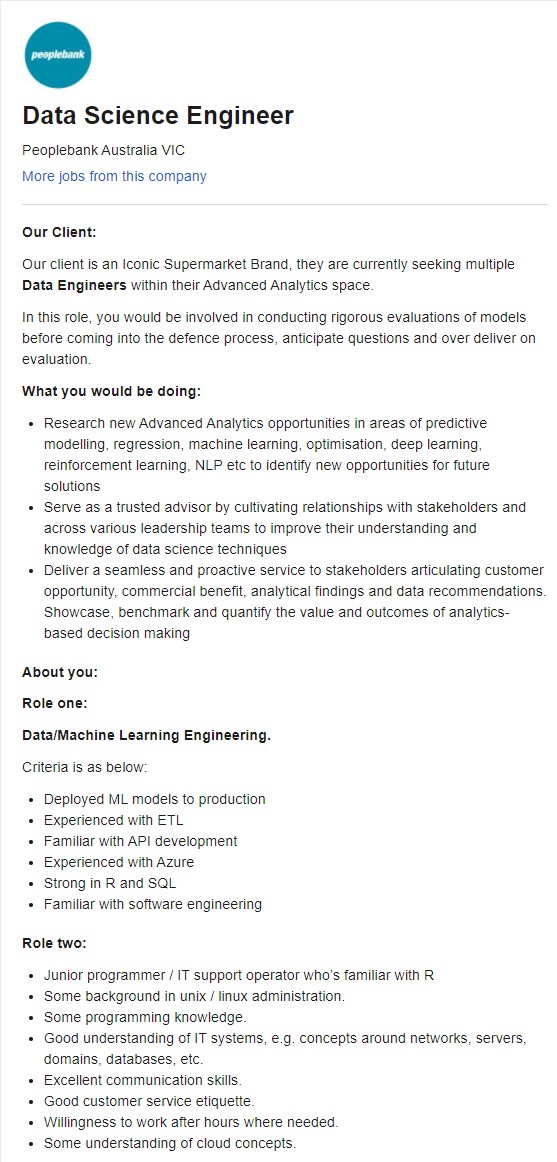 peoplebank
Data Science Engineer
Peoplebank Australia VIC
More jobs from this company
Our Client:
Our client is an Iconic Supermarket Brand, they are currently seeking multiple
Data Engineers within their Advanced Analytics space.
In this role, you would be involved in conducting rigorous evaluations of models
before coming into the defence process, anticipate questions and over deliver on
evaluation.
What you would be doing:
• Research new Advanced Analytics opportunities in areas of predictive
modelling, regression, machine learning, optimisation, deep learning,
reinforcement learning, NLP etc to identify new opportunities for future
solutions
• Serve as a trusted advisor by cultivating relationships with stakeholders and
across various leadership teams to improve their understanding and
knowledge of data science techniques
• Deliver a seamless and proactive service to stakeholders articulating customer
opportunity, commercial benefit, analytical findings and data recommendations.
Showcase, benchmark and quantify the value and outcomes of analytics-
based decision making
About you:
Role one:
Data/Machine Learning Engineering.
Criteria is as below:
• Deployed ML models to production
• Experienced with ETL
• Familiar with API development
• Experienced with Azure
• Strong in R and SQL
• Familiar with software engineering
Role two:
• Junior programmer / IT support operator who's familiar with R
• Some background in unix / linux administration.
• Some programming knowledge.
• Good understanding of IT systems, e.g. concepts around networks, servers,
domains, databases, etc.
• Excellent communication skills.
• Good customer service etiquette.
• Willingness to work after hours where needed.
• Some understanding of cloud concepts.